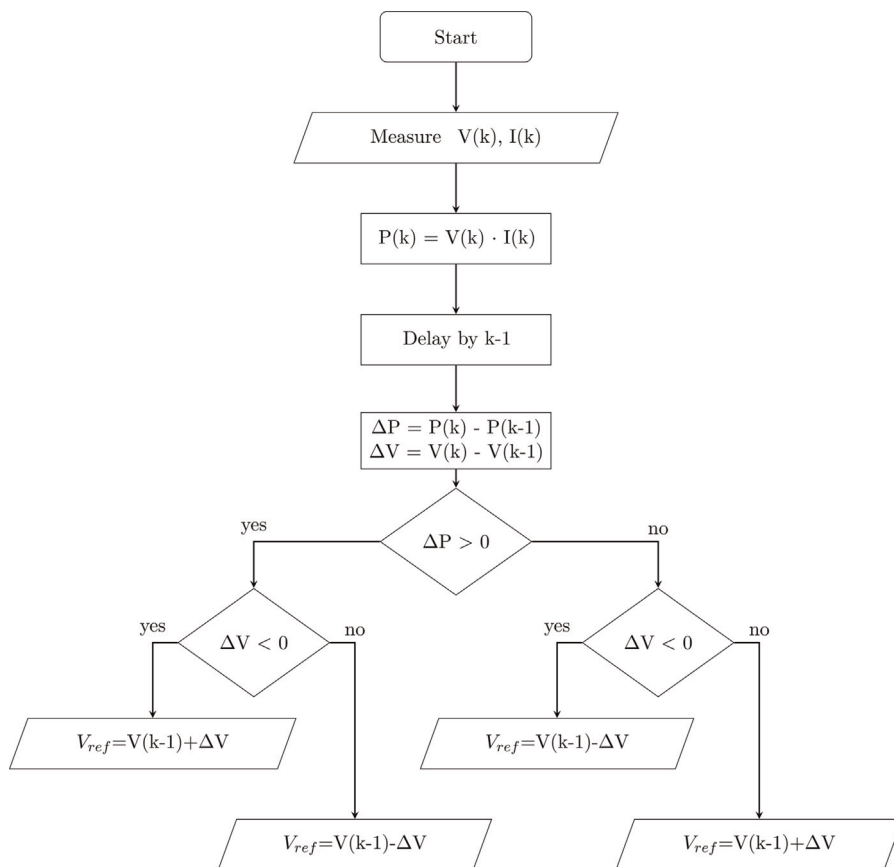 Start
Measure V(k), I(k)
P(k) = V(k) · I(k)
Delay by k-1
ΔP = P(k) - P(k-1)
ΔV = V(k) - V(k-1)
yes
ΔP > 0
no
yes
ΔV < 0
no
yes
ΔV < 0
no
V_ref=V(k-1)+ΔV
V_ref=V(k-1)-ΔV
V_ref=V(k-1)-ΔV
V_ref=V(k-1)+ΔV